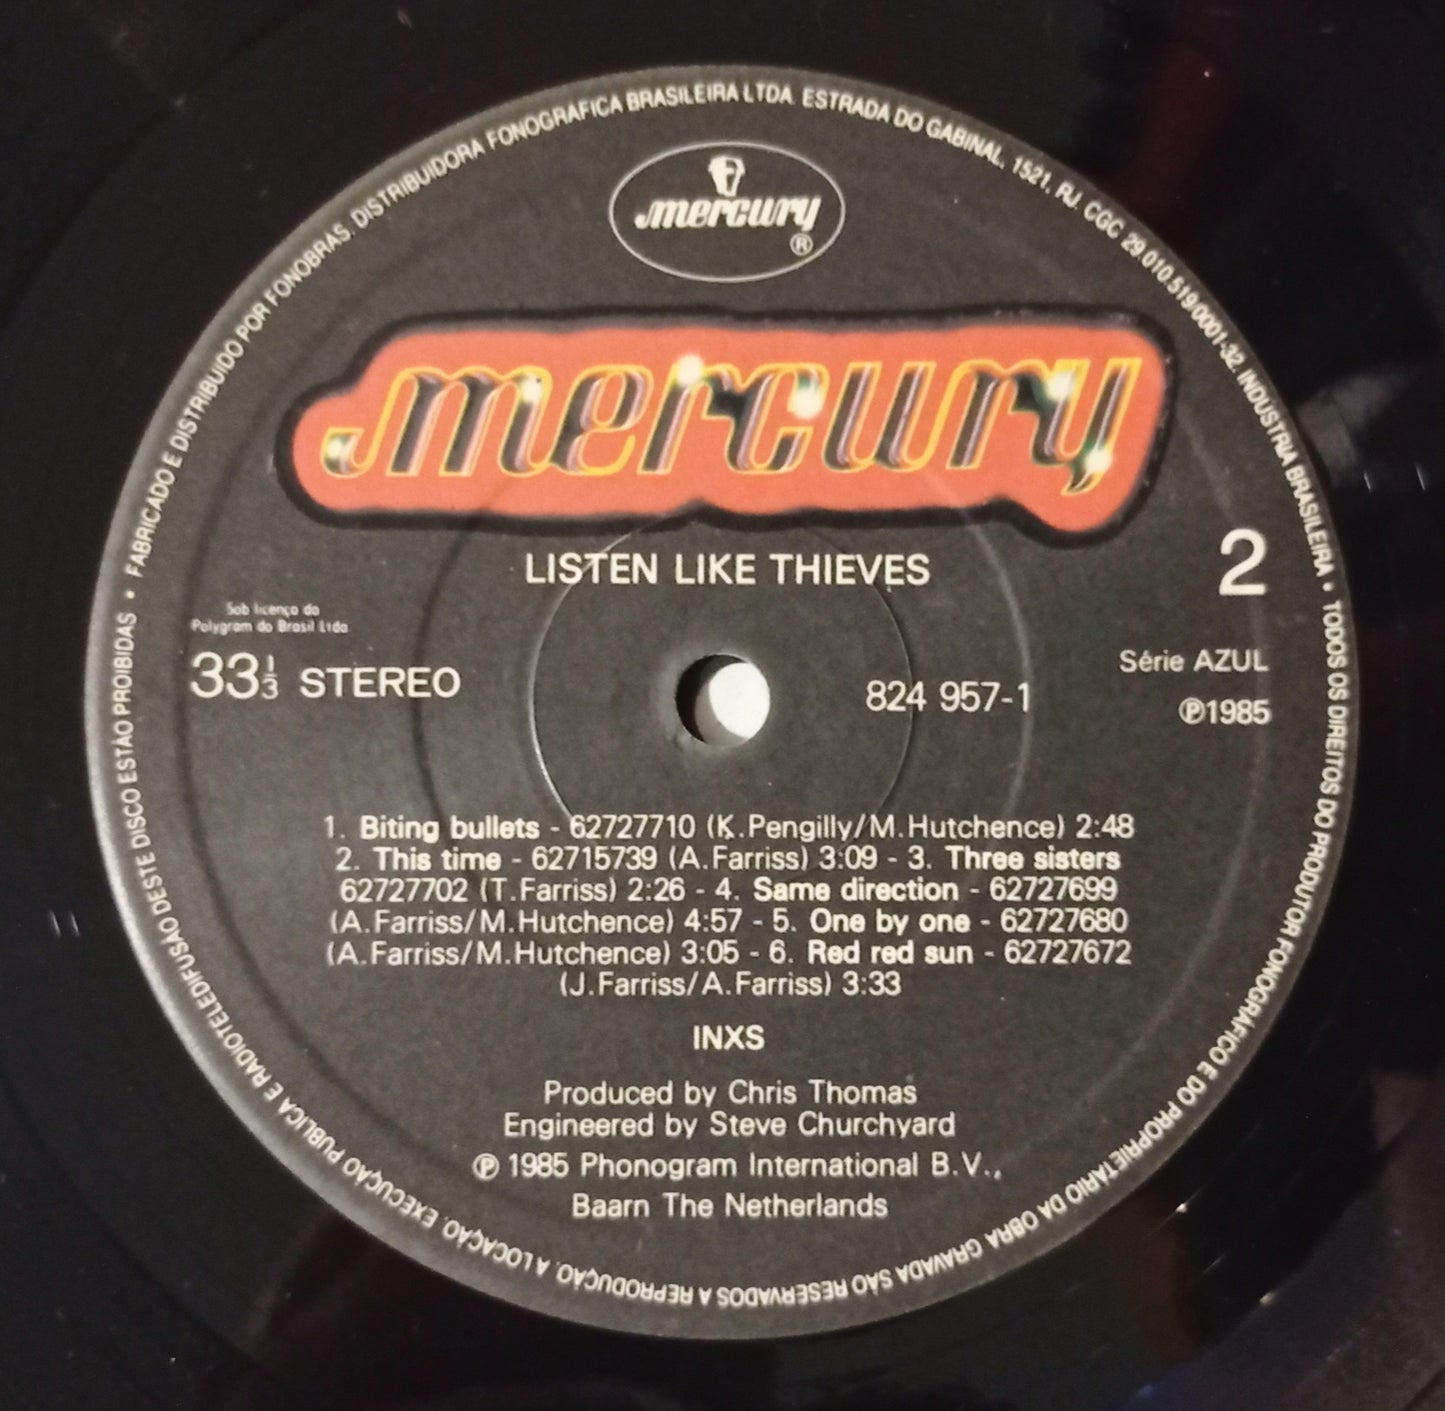 FABRICADO E DISTRIBUIDO POR FONOBRAS. DISTRIBUIDORA FONOGRAFICA BRASILEIRA LTDA. ESTRADA DO GABINAL, 1521, RJ. CGC 29.010.519/0001-32. INDUSTRIA BRASILEIRA • TODOS OS DIREITOS DO PRODUTOR FONOGRÁFICO E DO PROPRIETÁRIO DA OBRA GRAVADA SÃO RESERVADOS A REPRODUÇÃO, A LOCAÇÃO, EXECUÇÃO PUBLICA E RADIOTELEDIFUSÃO DESTE DISCO ESTÃO PROIBIDAS •
mercury
®
mercury
LISTEN LIKE THIEVES
2
Sob licença da
Polygram do Brasil Ltda.
33 1/3 STEREO
824 957-1
Série AZUL
℗1985
1. Biting bullets - 62727710 (K.Pengilly/M.Hutchence) 2:48
2. This time - 62715739 (A.Farriss) 3:09 - 3. Three sisters
62727702 (T.Farriss) 2:26 - 4. Same direction - 62727699
(A.Farriss/M.Hutchence) 4:57 - 5. One by one - 62727680
(A.Farriss/M.Hutchence) 3:05 - 6. Red red sun - 62727672
(J.Farriss/A.Farriss) 3:33
INXS
Produced by Chris Thomas
Engineered by Steve Churchyard
℗ 1985 Phonogram International B.V.,
Baarn The Netherlands